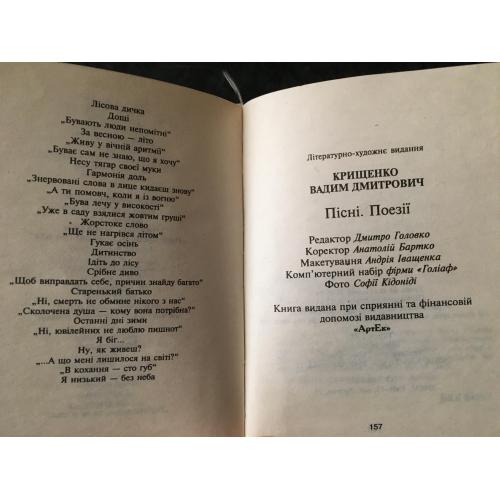 Лісова дичка
Дощі
„Бувають люди непомітні"
За весною — літо
„Живу у вічній аритмії"
„Буває сам не знаю, що я хочу"
Несу тягар своєї муки
Гармонія доль
„Знервовані слова в лице кидаєш знову"
„А ти помовч, коли я із вогню"
„Була лечу у високості"
„Уже в саду взялися жовтим груші"
Жорстоке слово
„Ще не нагрівся літом"
Гукає осінь
Дитинство
Ідіть до лісу
Срібне диво
„Щоб виправдать себе, причин знайду багато"
Старенький батько
„Ні, смерть не обмине нікого з нас"
„Сколочена душа — кому вона потрібна?"
Останні дні зими
„Ні, ювілейних не люблю пишнот"
Я біг...
Ну, як живеш?
„...А що мені лишилося на світі?"
„В кохання — сто губ"
Я низький — без неба
Літературно-художнє видання
КРИЩЕНКО
ВАДИМ ДМИТРОВИЧ
Пісні. Поезії
Редактор Дмитро Головко
Коректор Анатолій Бартко
Макетування Андрія Іващенка
Комп'ютерний набір фірми «Голіаф»
Фото Софії Кідоніді
Книга видана при сприянні та фінансовій
допомозі видавництва
«АртЕк»
157